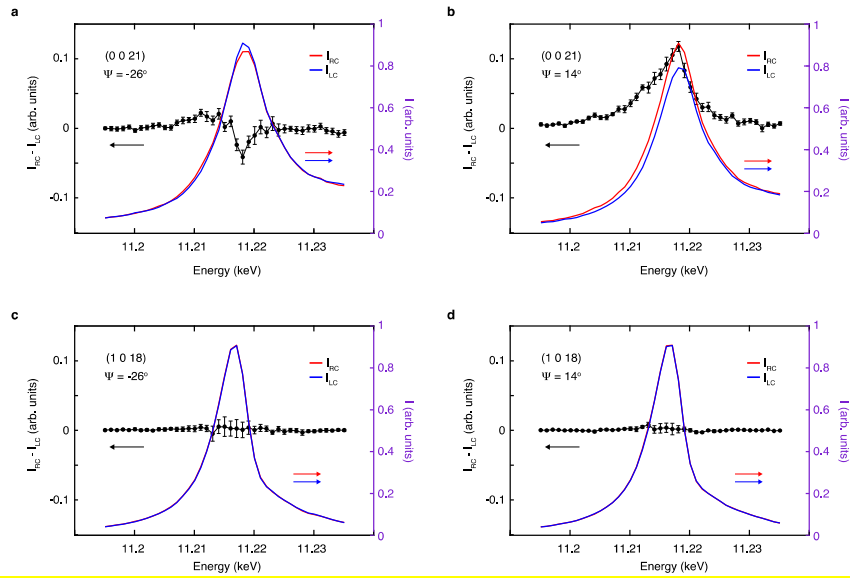 a
0.1
0
-0.1
I_RC - I_LC (arb. units)
(0 0 21)
Ψ = -26°
I_RC
I_LC
1
0.8
0.6
0.4
0.2
0
I (arb. units)
11.2
11.21
11.22
11.23
Energy (keV)
b
0.1
0
-0.1
I_RC - I_LC (arb. units)
(0 0 21)
Ψ = 14°
I_RC
I_LC
1
0.8
0.6
0.4
0.2
0
I (arb. units)
11.2
11.21
11.22
11.23
Energy (keV)
c
0.1
0
-0.1
I_RC - I_LC (arb. units)
(1 0 18)
Ψ = -26°
I_RC
I_LC
1
0.8
0.6
0.4
0.2
0
I (arb. units)
11.2
11.21
11.22
11.23
Energy (keV)
d
0.1
0
-0.1
I_RC - I_LC (arb. units)
(1 0 18)
Ψ = 14°
I_RC
I_LC
1
0.8
0.6
0.4
0.2
0
I (arb. units)
11.2
11.21
11.22
11.23
Energy (keV)